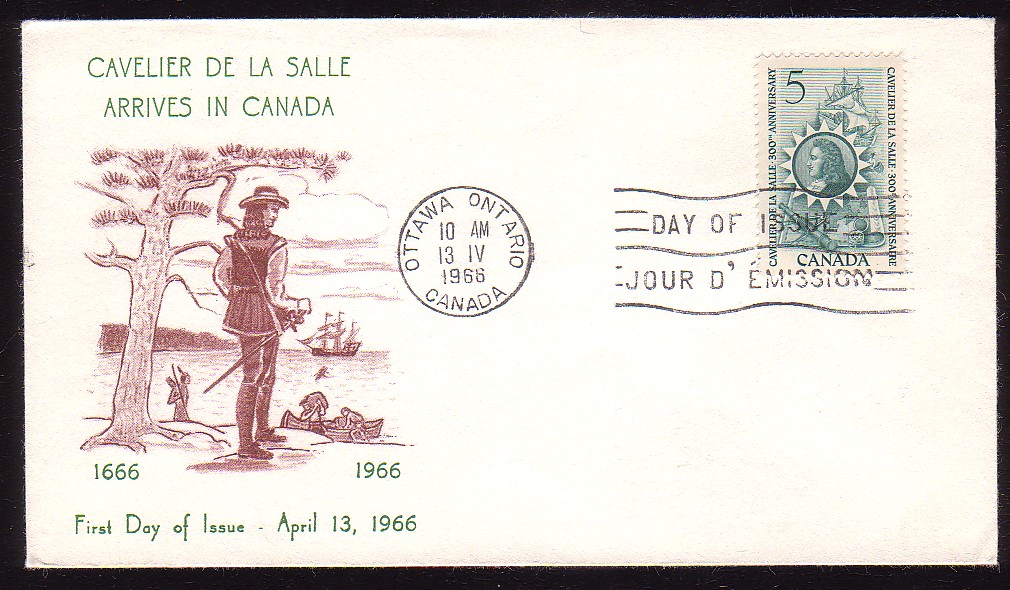 CAVELIER DE LA SALLE
ARRIVES IN CANADA
1666 1966
First Day of Issue - April 13, 1966
OTTAWA ONTARIO
10 AM
13 IV
1966
CANADA
DAY OF ISSUE
JOUR D'ÉMISSION
5
CAVELIER DE LA SALLE · 300TH ANNIVERSARY
CAVELIER DE LA SALLE · 300E ANNIVERSAIRE
CANADA